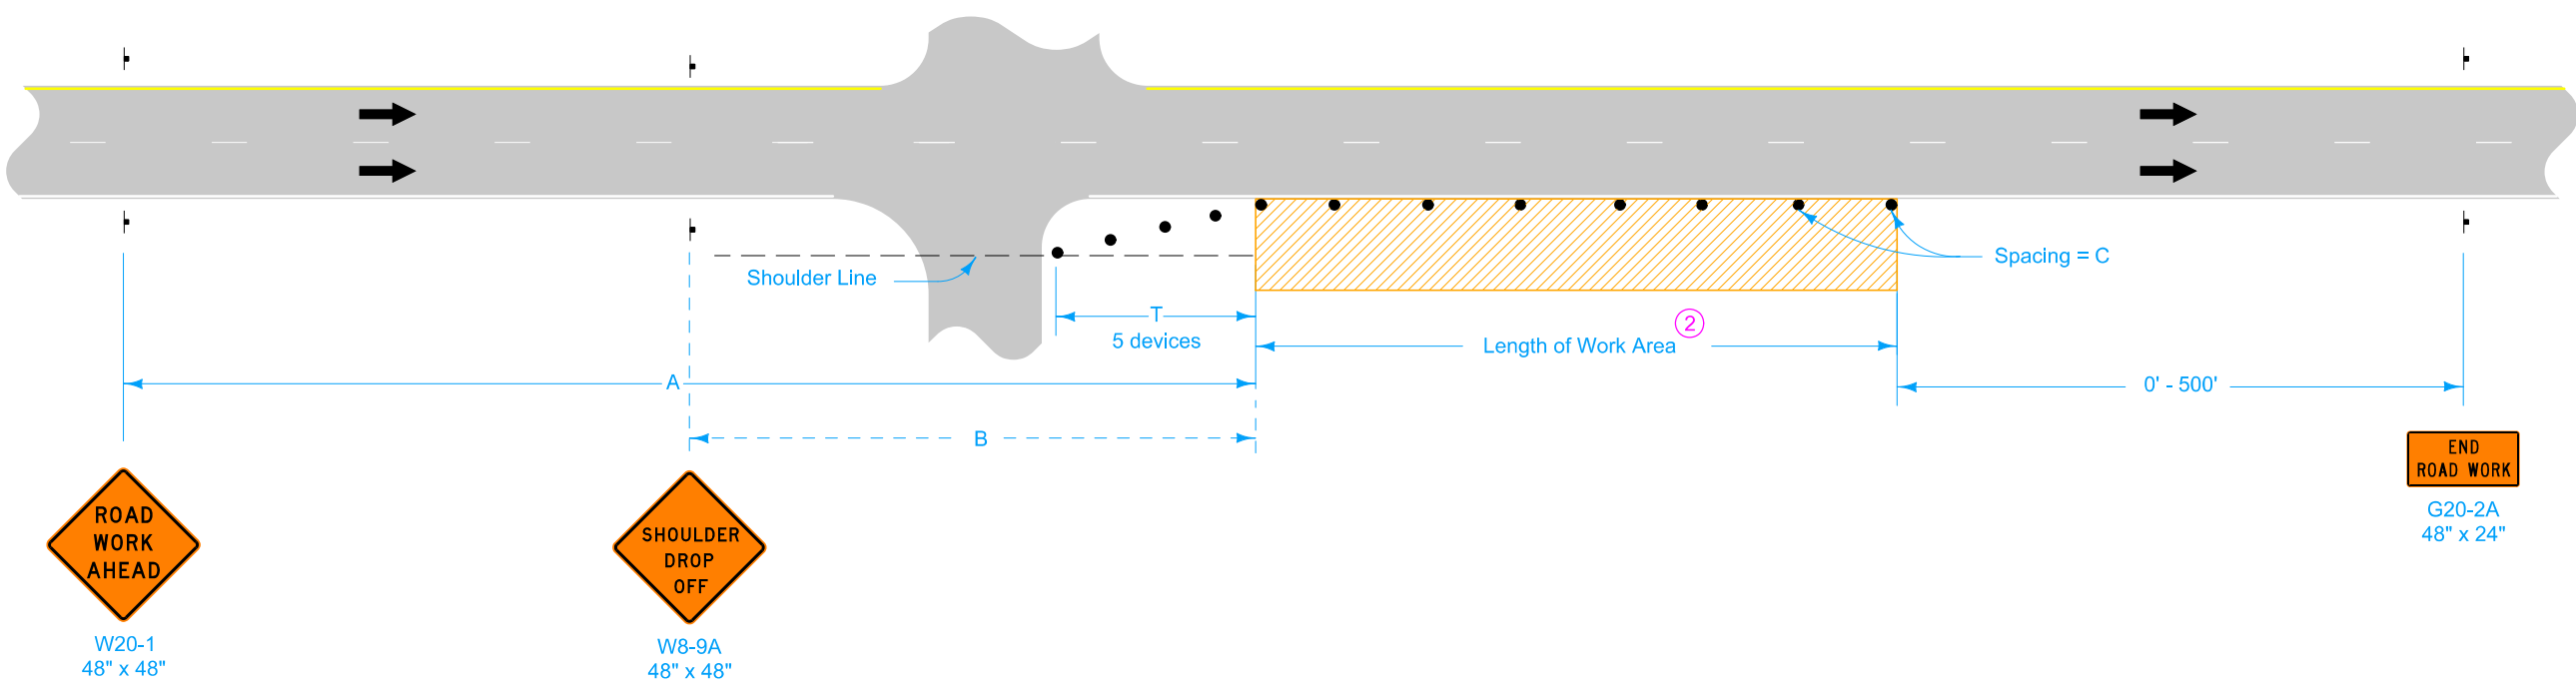 Shoulder Line
Spacing = C
T
5 devices
2
Length of Work Area
A
0' - 500'
B
ROAD
WORK
AHEAD
W20-1
48" x 48"
SHOULDER
DROP
OFF
W8-9A
48" x 48"
END
ROAD WORK
G20-2A
48" x 24"